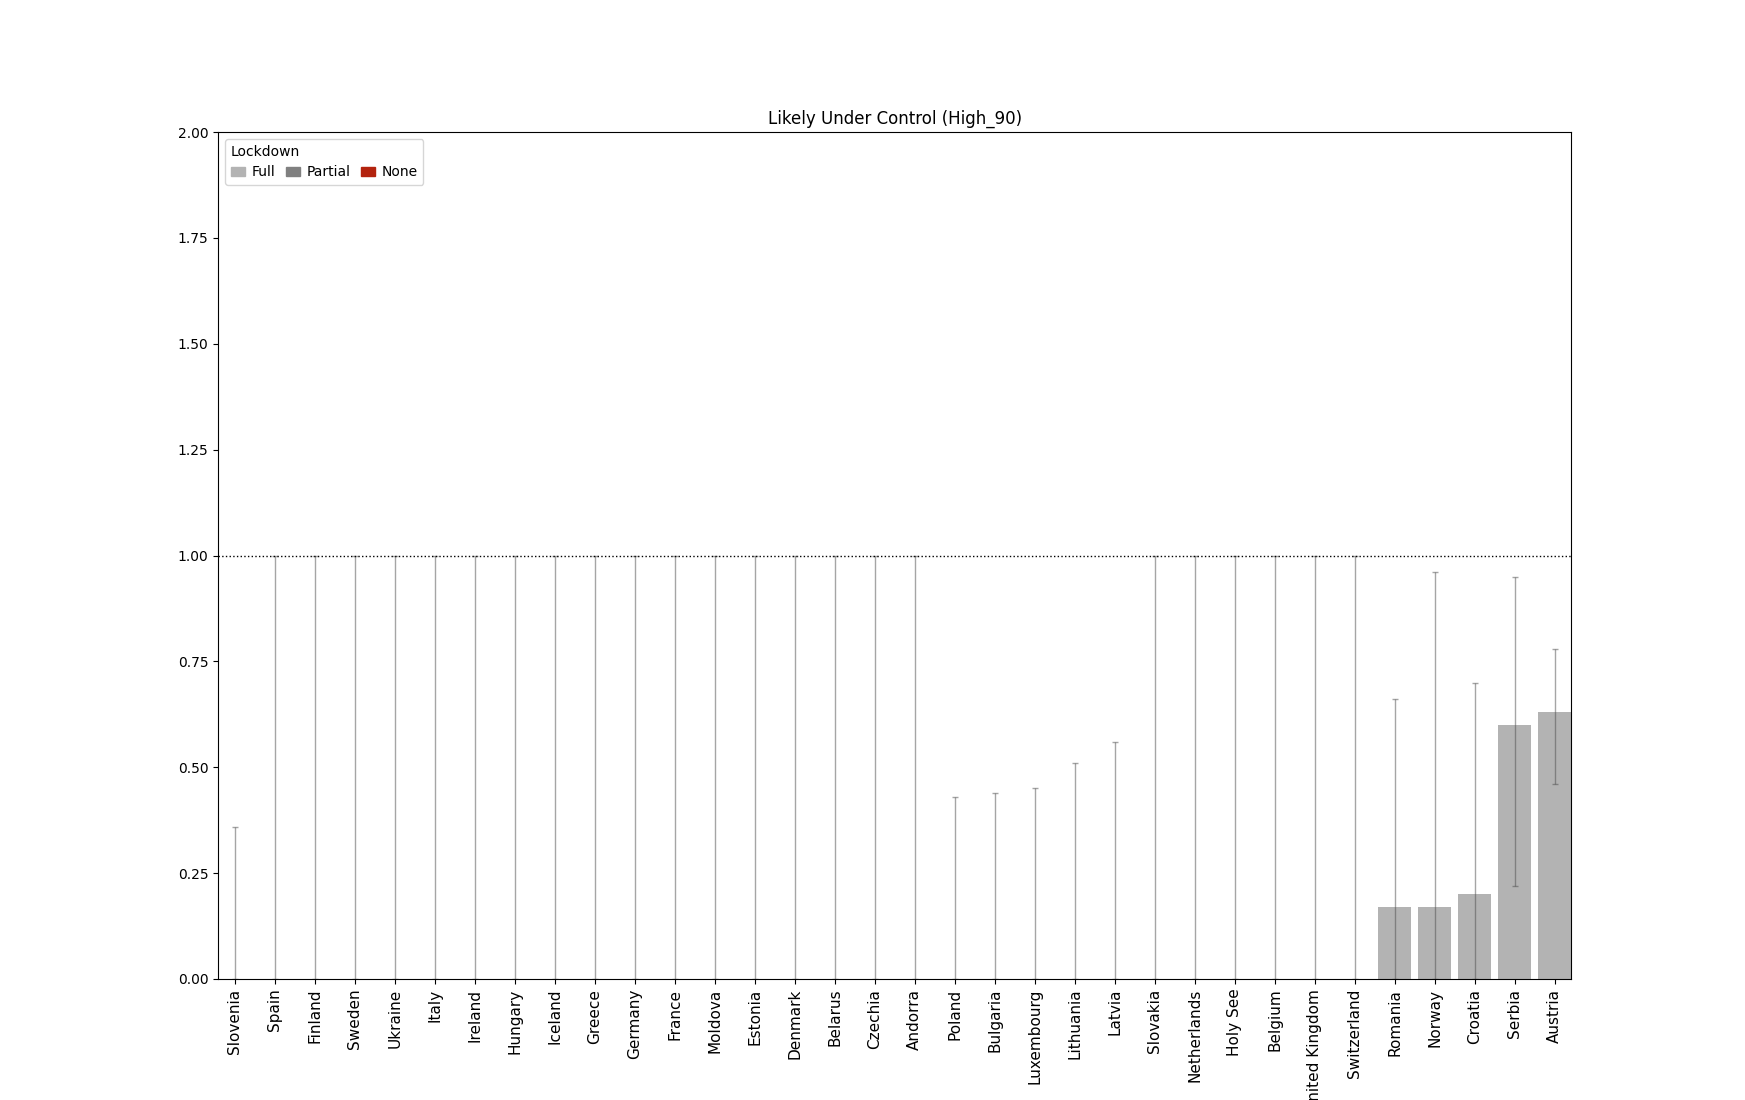 Likely Under Control (High_90)
2.00
Lockdown
Full Partial None
1.75
1.50
1.25
1.00
0.75
0.50
0.25
0.00
Slovenia
Spain
Finland
Sweden
Ukraine
Italy
Ireland
Hungary
Iceland
Greece
Germany
France
Moldova
Estonia
Denmark
Belarus
Czechia
Andorra
Poland
Bulgaria
Luxembourg
Lithuania
Latvia
Slovakia
Netherlands
Holy See
Belgium
nited Kingdom
Switzerland
Romania
Norway
Croatia
Serbia
Austria